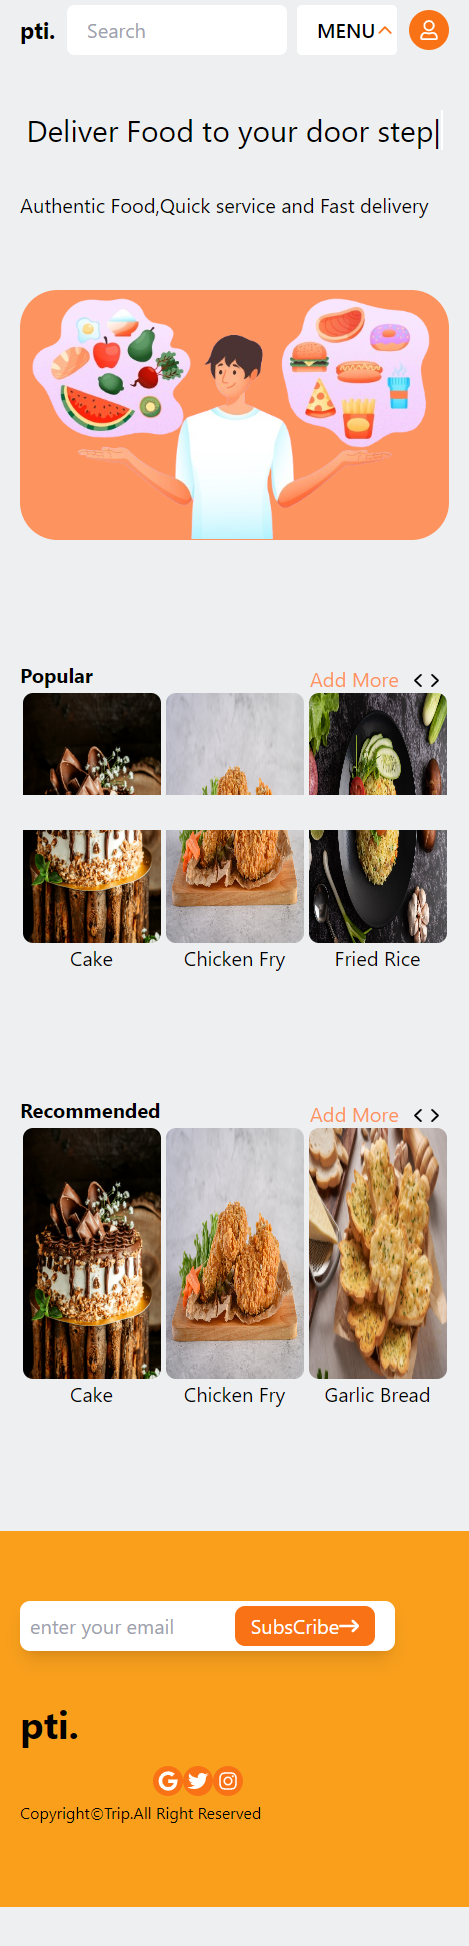 pti.
Search
MENU
Deliver Food to your door step|
Authentic Food,Quick service and Fast delivery
Popular
Add More
Cake
Chicken Fry
Fried Rice
Recommended
Add More
Cake
Chicken Fry
Garlic Bread
enter your email
SubsCribe
pti.
Copyright©Trip.All Right Reserved